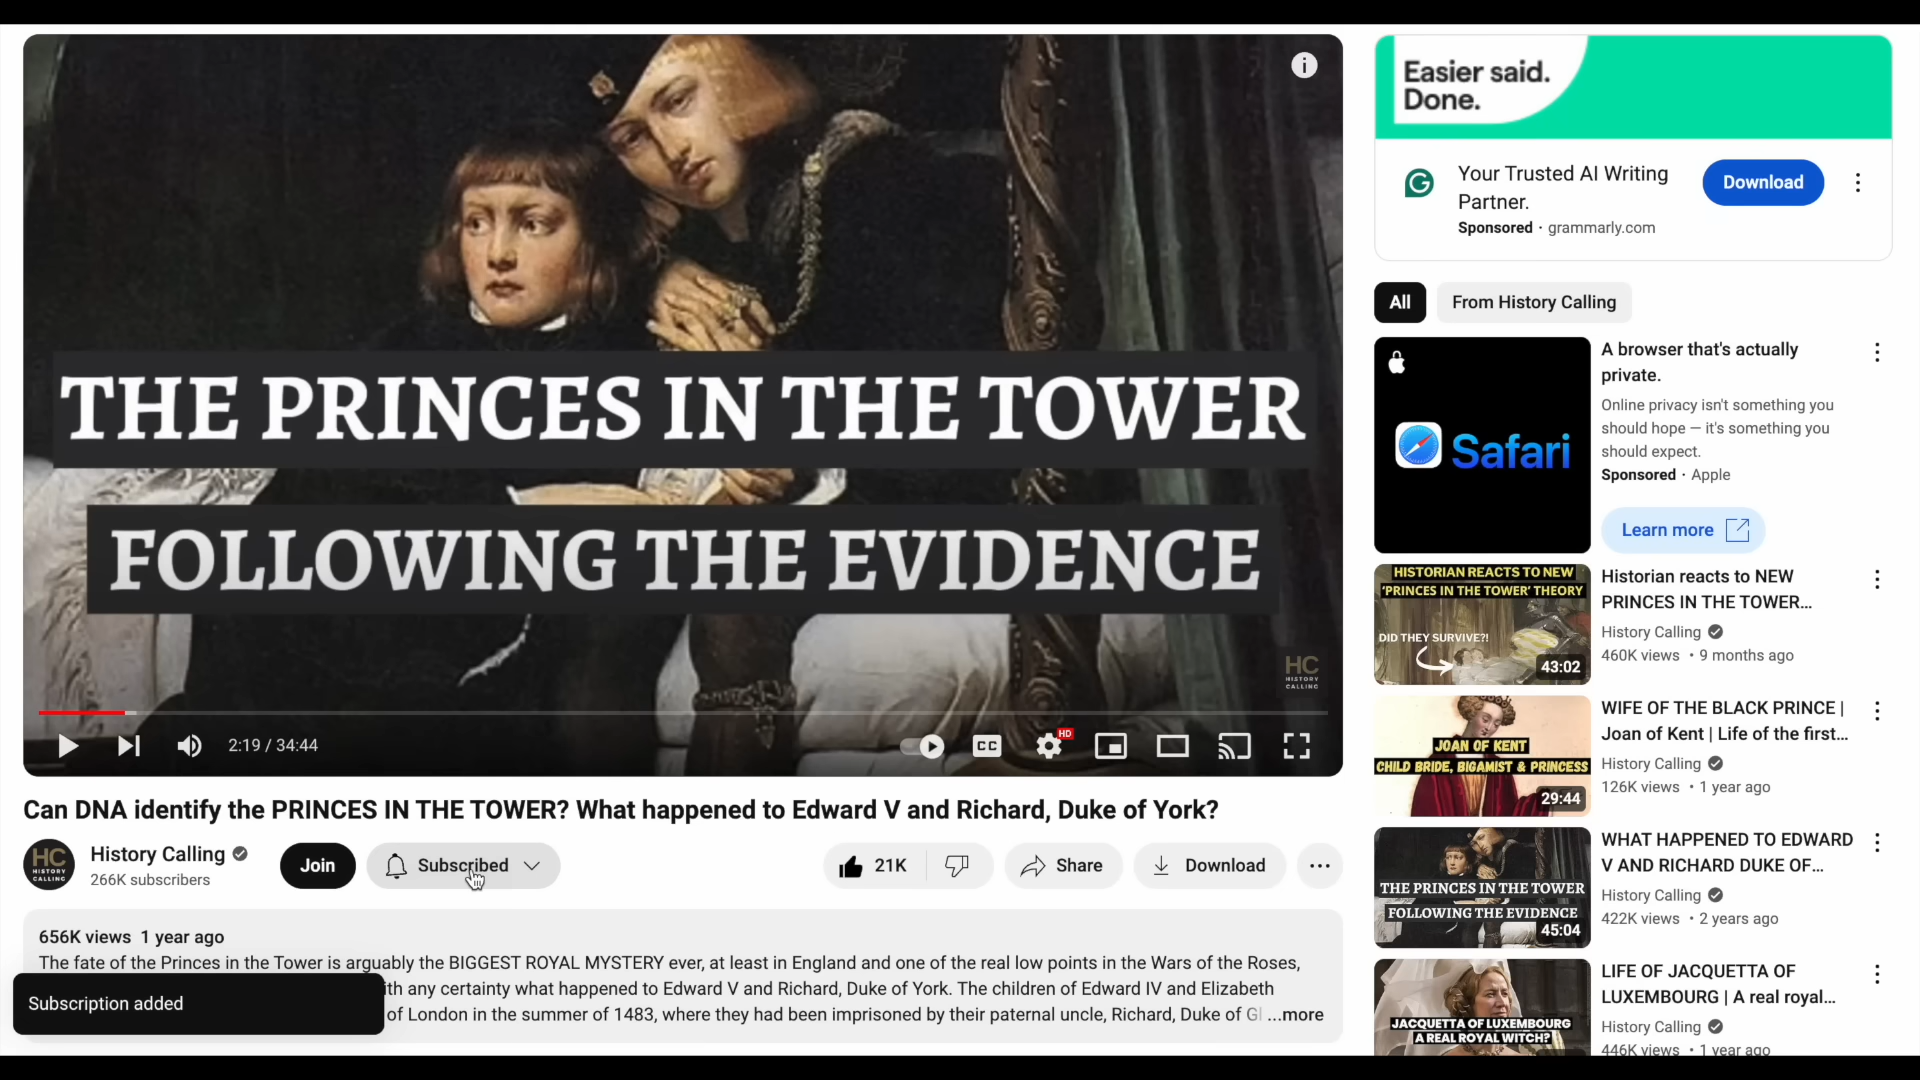 THE PRINCES IN THE TOWER
FOLLOWING THE EVIDENCE
HC
HISTORY
CALLING
2:19 / 34:44
CC
HD
Can DNA identify the PRINCES IN THE TOWER? What happened to Edward V and Richard, Duke of York?
HC
HISTORY
CALLING
History Calling
266K subscribers
Join
Subscribed
21K
Share
Download
656K views 1 year ago
The fate of the Princes in the Tower is arguably the BIGGEST ROYAL MYSTERY ever, at least in England and one of the real low points in the Wars of the Roses,
ith any certainty what happened to Edward V and Richard, Duke of York. The children of Edward IV and Elizabeth
of London in the summer of 1483, where they had been imprisoned by their paternal uncle, Richard, Duke of Gl ...more
Subscription added
Easier said.
Done.
Your Trusted AI Writing
Partner.
Sponsored · grammarly.com
Download
All
From History Calling
Safari
A browser that's actually
private.
Online privacy isn't something you
should hope — it's something you
should expect.
Sponsored · Apple
Learn more
HISTORIAN REACTS TO NEW
'PRINCES IN THE TOWER' THEORY
DID THEY SURVIVE?!
43:02
Historian reacts to NEW
PRINCES IN THE TOWER...
History Calling
460K views • 9 months ago
JOAN OF KENT
CHILD BRIDE, BIGAMIST & PRINCESS
29:44
WIFE OF THE BLACK PRINCE |
Joan of Kent | Life of the first...
History Calling
126K views • 1 year ago
THE PRINCES IN THE TOWER
FOLLOWING THE EVIDENCE
45:04
WHAT HAPPENED TO EDWARD
V AND RICHARD DUKE OF...
History Calling
422K views • 2 years ago
JACQUETTA OF LUXEMBOURG
A REAL ROYAL WITCH?
LIFE OF JACQUETTA OF
LUXEMBOURG | A real royal...
History Calling
446K views • 1 year ago